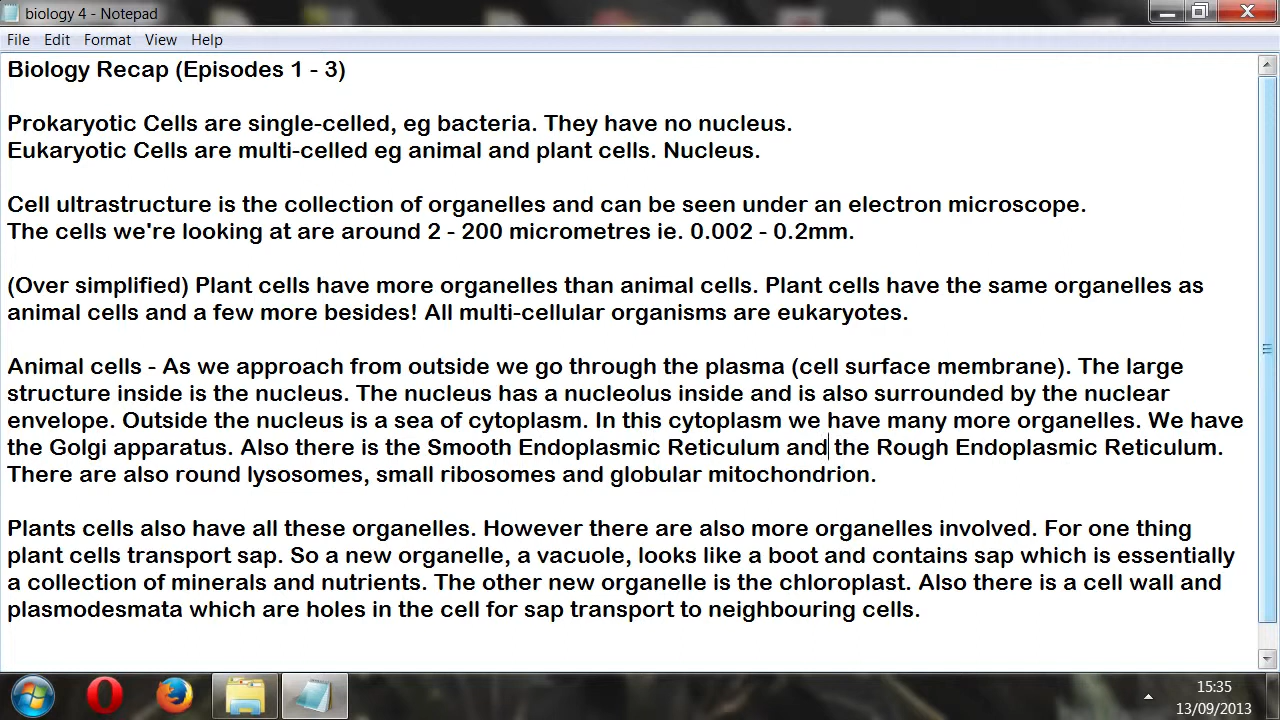 biology 4 - Notepad
File Edit Format View Help
Biology Recap (Episodes 1 - 3)
Prokaryotic Cells are single-celled, eg bacteria. They have no nucleus.
Eukaryotic Cells are multi-celled eg animal and plant cells. Nucleus.
Cell ultrastructure is the collection of organelles and can be seen under an electron microscope.
The cells we're looking at are around 2 - 200 micrometres ie. 0.002 - 0.2mm.
(Over simplified) Plant cells have more organelles than animal cells. Plant cells have the same organelles as
animal cells and a few more besides! All multi-cellular organisms are eukaryotes.
Animal cells - As we approach from outside we go through the plasma (cell surface membrane). The large
structure inside is the nucleus. The nucleus has a nucleolus inside and is also surrounded by the nuclear
envelope. Outside the nucleus is a sea of cytoplasm. In this cytoplasm we have many more organelles. We have
the Golgi apparatus. Also there is the Smooth Endoplasmic Reticulum and the Rough Endoplasmic Reticulum.
There are also round lysosomes, small ribosomes and globular mitochondrion.
Plants cells also have all these organelles. However there are also more organelles involved. For one thing
plant cells transport sap. So a new organelle, a vacuole, looks like a boot and contains sap which is essentially
a collection of minerals and nutrients. The other new organelle is the chloroplast. Also there is a cell wall and
plasmodesmata which are holes in the cell for sap transport to neighbouring cells.
15:35
13/09/2013